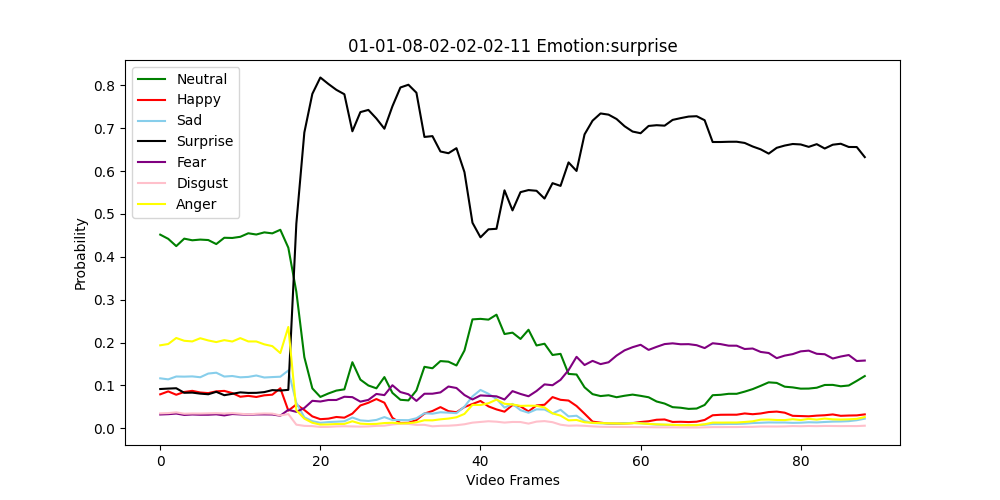 01-01-08-02-02-02-11 Emotion:surprise
Neutral
Happy
Sad
Surprise
Fear
Disgust
Anger
Probability
0.8
0.7
0.6
0.5
0.4
0.3
0.2
0.1
0.0
0 20 40 60 80
Video Frames